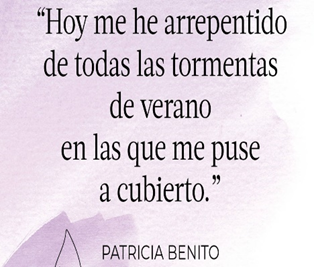 “Hoy me he arrepentido
de todas las tormentas
de verano
en las que me puse
a cubierto.”
PATRICIA BENITO